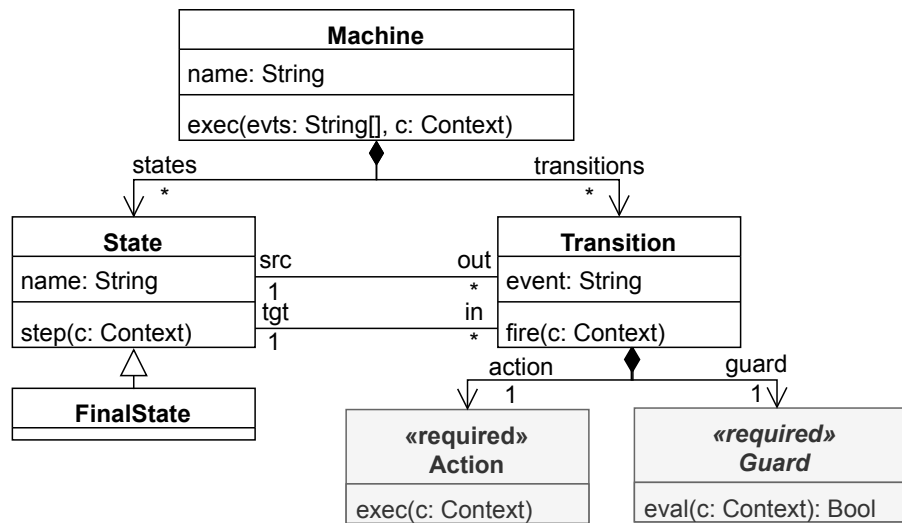 Machine
name: String
exec(evts: String[], c: Context)
states
transitions
*
*
State
name: String
step(c: Context)
src
out
1
*
tgt
in
1
*
Transition
event: String
fire(c: Context)
FinalState
action
guard
1
1
«required»
Action
exec(c: Context)
«required»
Guard
eval(c: Context): Bool